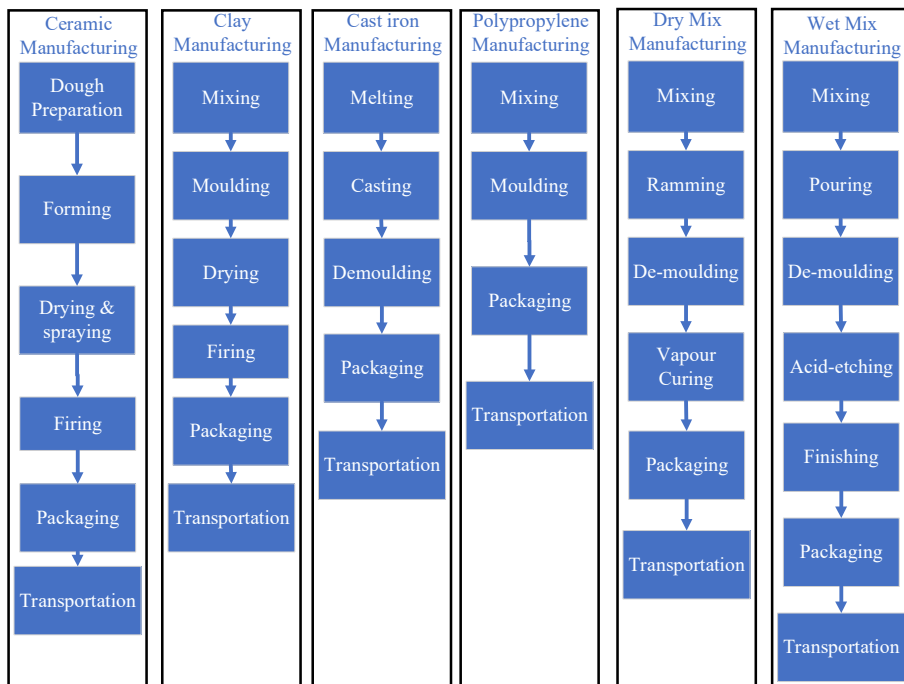 Ceramic
Manufacturing
Dough
Preparation
Forming
Drying &
spraying
Firing
Packaging
Transportation
Clay
Manufacturing
Mixing
Moulding
Drying
Firing
Packaging
Transportation
Cast iron
Manufacturing
Melting
Casting
Demoulding
Packaging
Transportation
Polypropylene
Manufacturing
Mixing
Moulding
Packaging
Transportation
Dry Mix
Manufacturing
Mixing
Ramming
De-moulding
Vapour
Curing
Packaging
Transportation
Wet Mix
Manufacturing
Mixing
Pouring
De-moulding
Acid-etching
Finishing
Packaging
Transportation